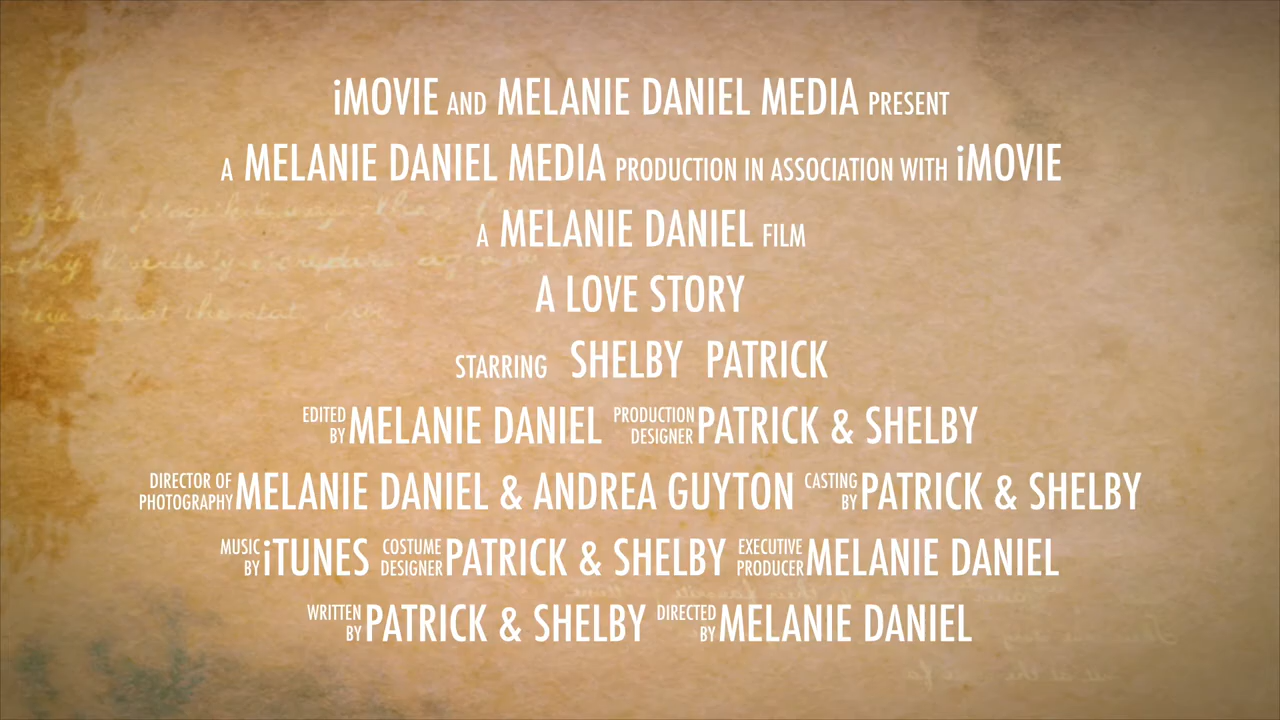 iMOVIE AND MELANIE DANIEL MEDIA PRESENT
A MELANIE DANIEL MEDIA PRODUCTION IN ASSOCIATION WITH iMOVIE
A MELANIE DANIEL FILM
A LOVE STORY
STARRING SHELBY PATRICK
EDITED BY MELANIE DANIEL PRODUCTION DESIGNER PATRICK & SHELBY
DIRECTOR OF PHOTOGRAPHY MELANIE DANIEL & ANDREA GUYTON CASTING BY PATRICK & SHELBY
MUSIC BY iTUNES COSTUME DESIGNER PATRICK & SHELBY EXECUTIVE PRODUCER MELANIE DANIEL
WRITTEN BY PATRICK & SHELBY DIRECTED BY MELANIE DANIEL